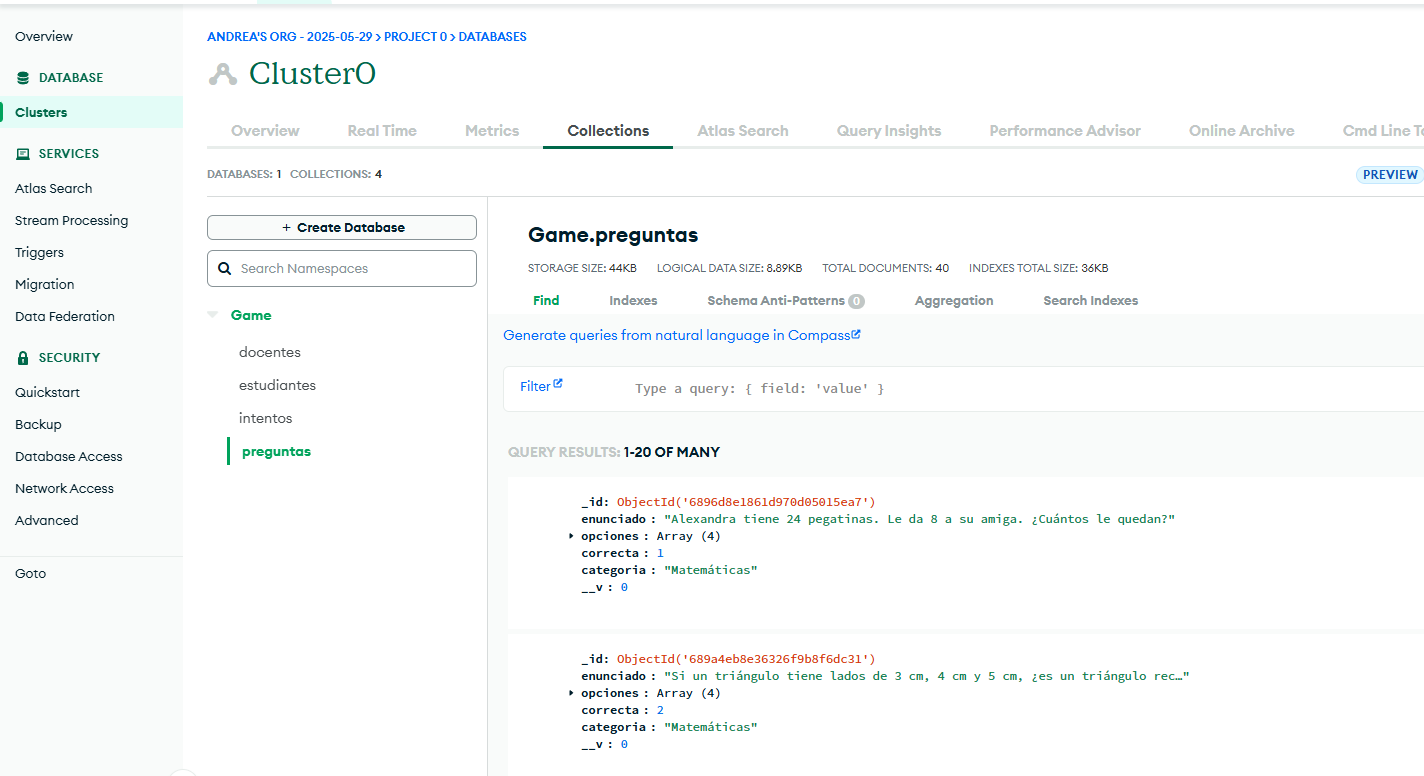 Overview
DATABASE
Clusters
SERVICES
Atlas Search
Stream Processing
Triggers
Migration
Data Federation
SECURITY
Quickstart
Backup
Database Access
Network Access
Advanced
Goto
ANDREA'S ORG - 2025-05-29 > PROJECT 0 > DATABASES
Cluster0
Overview Real Time Metrics Collections Atlas Search Query Insights Performance Advisor Online Archive Cmd Line To
DATABASES: 1 COLLECTIONS: 4
PREVIEW
+ Create Database
Search Namespaces
Game
docentes
estudiantes
intentos
preguntas
Game.preguntas
STORAGE SIZE: 44KB LOGICAL DATA SIZE: 8.89KB TOTAL DOCUMENTS: 40 INDEXES TOTAL SIZE: 36KB
Find Indexes Schema Anti-Patterns 0 Aggregation Search Indexes
Generate queries from natural language in Compass
Filter Type a query: { field: 'value' }
QUERY RESULTS: 1-20 OF MANY
_id: ObjectId('6896d8e1861d970d05015ea7')
enunciado : "Alexandra tiene 24 pegatinas. Le da 8 a su amiga. ¿Cuántos le quedan?"
opciones : Array (4)
correcta : 1
categoria : "Matemáticas"
__v : 0
_id: ObjectId('689a4eb8e36326f9b8f6dc31')
enunciado : "Si un triángulo tiene lados de 3 cm, 4 cm y 5 cm, ¿es un triángulo rec…"
opciones : Array (4)
correcta : 2
categoria : "Matemáticas"
__v : 0